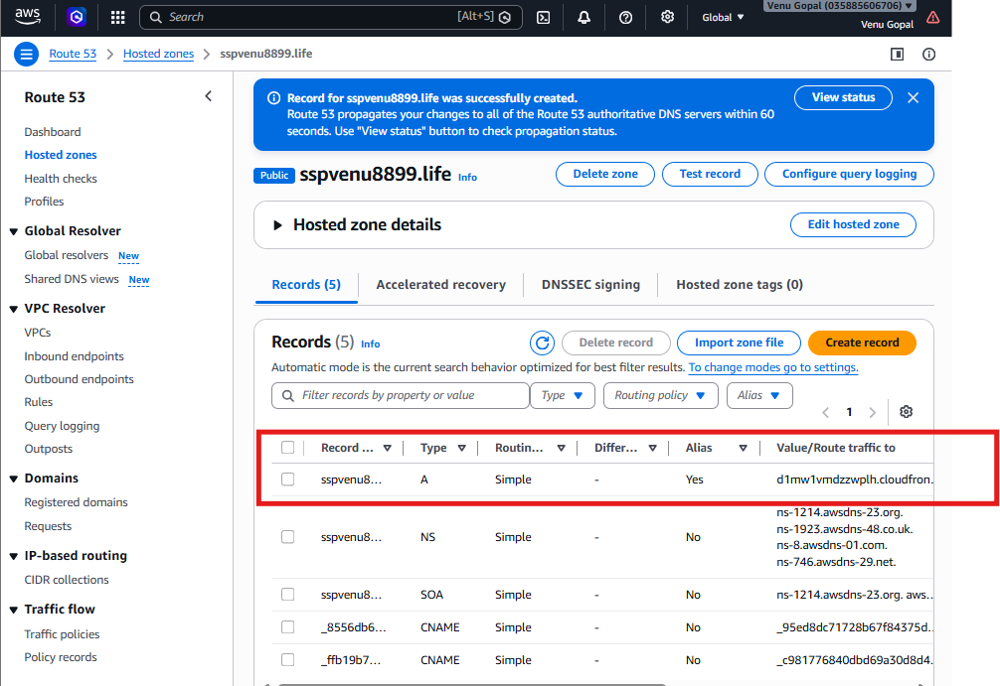 aws
Search [Alt+S]
Global
Venu Gopal (035885606706)
Venu Gopal
Route 53 > Hosted zones > sspvenu8899.life
Route 53
Dashboard
Hosted zones
Health checks
Profiles
Global Resolver
Global resolvers New
Shared DNS views New
VPC Resolver
VPCs
Inbound endpoints
Outbound endpoints
Rules
Query logging
Outposts
Domains
Registered domains
Requests
IP-based routing
CIDR collections
Traffic flow
Traffic policies
Policy records
Record for sspvenu8899.life was successfully created.
Route 53 propagates your changes to all of the Route 53 authoritative DNS servers within 60
seconds. Use "View status" button to check propagation status.
View status
Public sspvenu8899.life Info
Delete zone Test record Configure query logging
Hosted zone details
Edit hosted zone
Records (5) Accelerated recovery DNSSEC signing Hosted zone tags (0)
Records (5) Info
Delete record Import zone file Create record
Automatic mode is the current search behavior optimized for best filter results. To change modes go to settings.
Filter records by property or value Type Routing policy Alias
1
Record ... Type Routin... Differ... Alias Value/Route traffic to
sspvenu8... A Simple - Yes d1mw1vmdzzwplh.cloudfron.
sspvenu8... NS Simple - No
ns-1214.awsdns-23.org.
ns-1923.awsdns-48.co.uk.
ns-8.awsdns-01.com.
ns-746.awsdns-29.net.
sspvenu8... SOA Simple - No ns-1214.awsdns-23.org. aws..
_8556db6... CNAME Simple - No _95ed8dc71728b67f84375d..
_ffb19b7... CNAME Simple - No _c981776840dbd69a30d8d4.